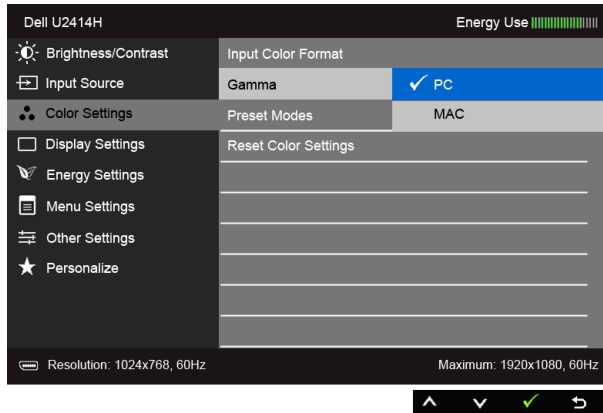 Dell U2414H
Energy Use
Brightness/Contrast
Input Source
Color Settings
Display Settings
Energy Settings
Menu Settings
Other Settings
Personalize
Input Color Format
Gamma
Preset Modes
Reset Color Settings
PC
MAC
Resolution: 1024x768, 60Hz
Maximum: 1920x1080, 60Hz